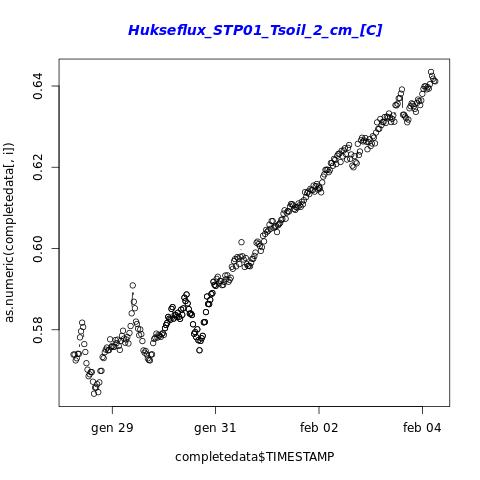 Hukseflux_STP01_Tsoil_2_cm_[C]
as.numeric(completedata[, i])
0.64
0.62
0.60
0.58
gen 29
gen 31
feb 02
feb 04
completedata$TIMESTAMP